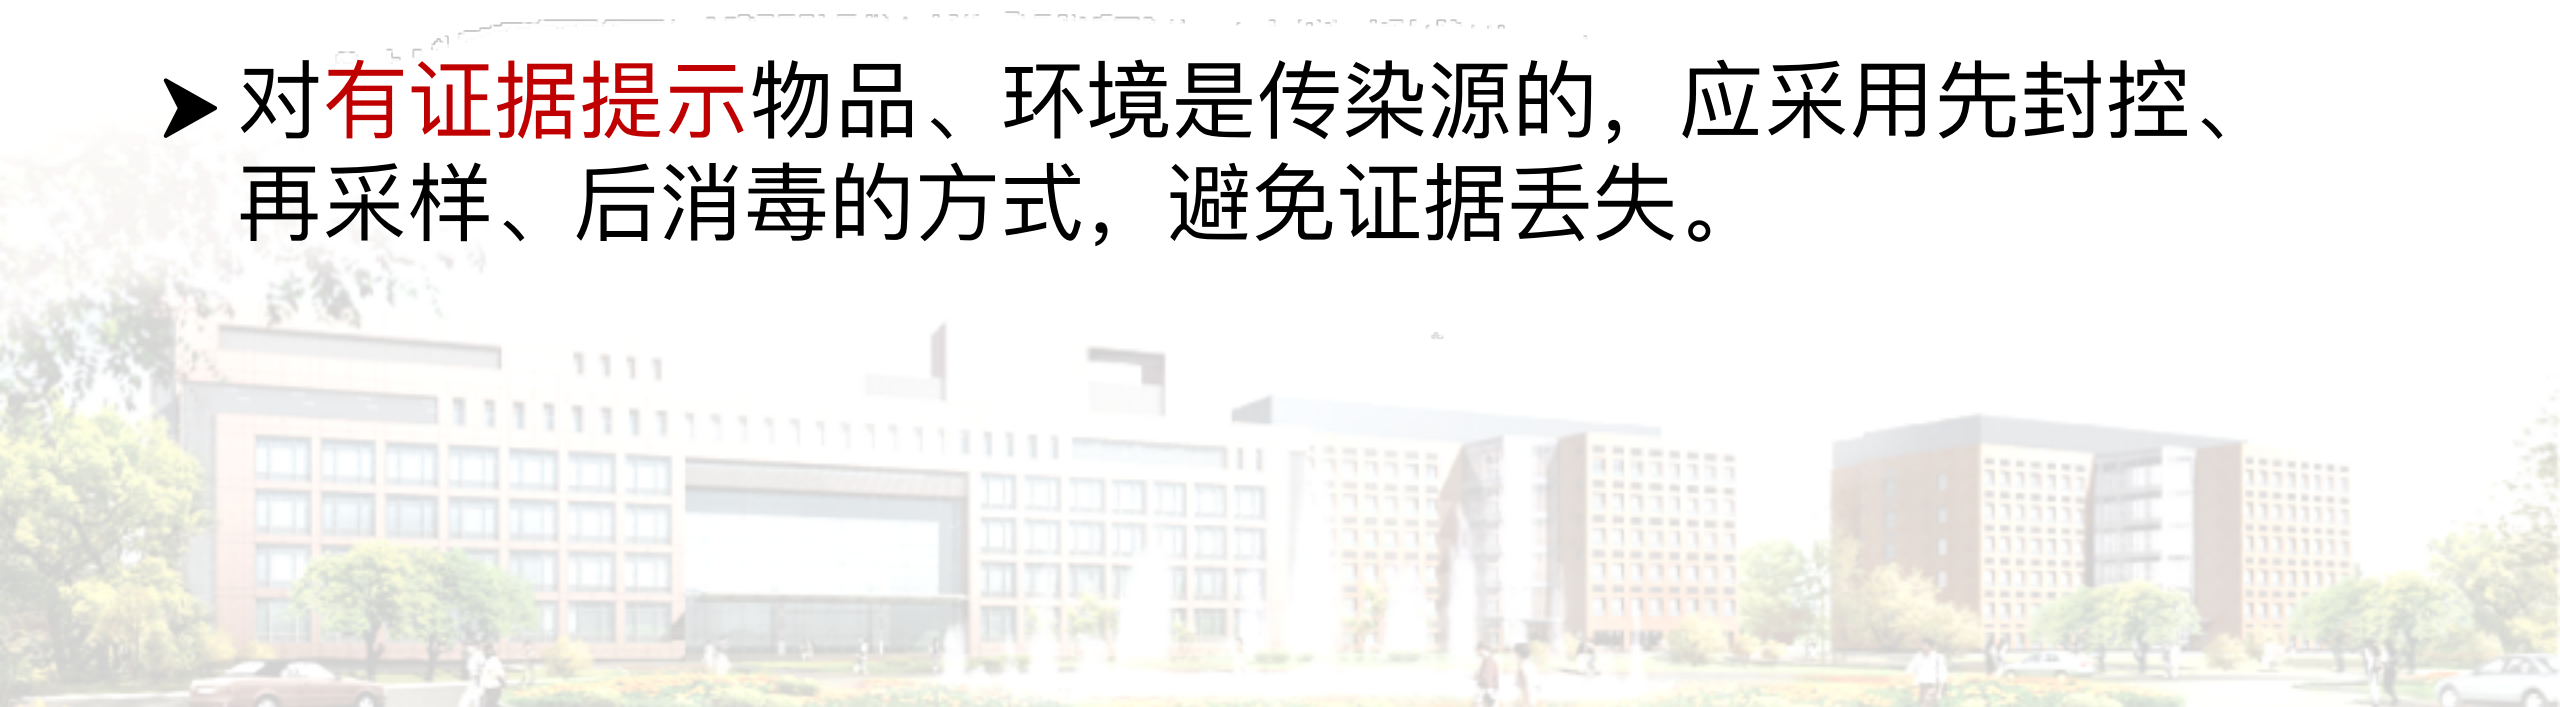 ➤对有证据提示物品、环境是传染源的，应采用先封控、
再采样、后消毒的方式，避免证据丢失。